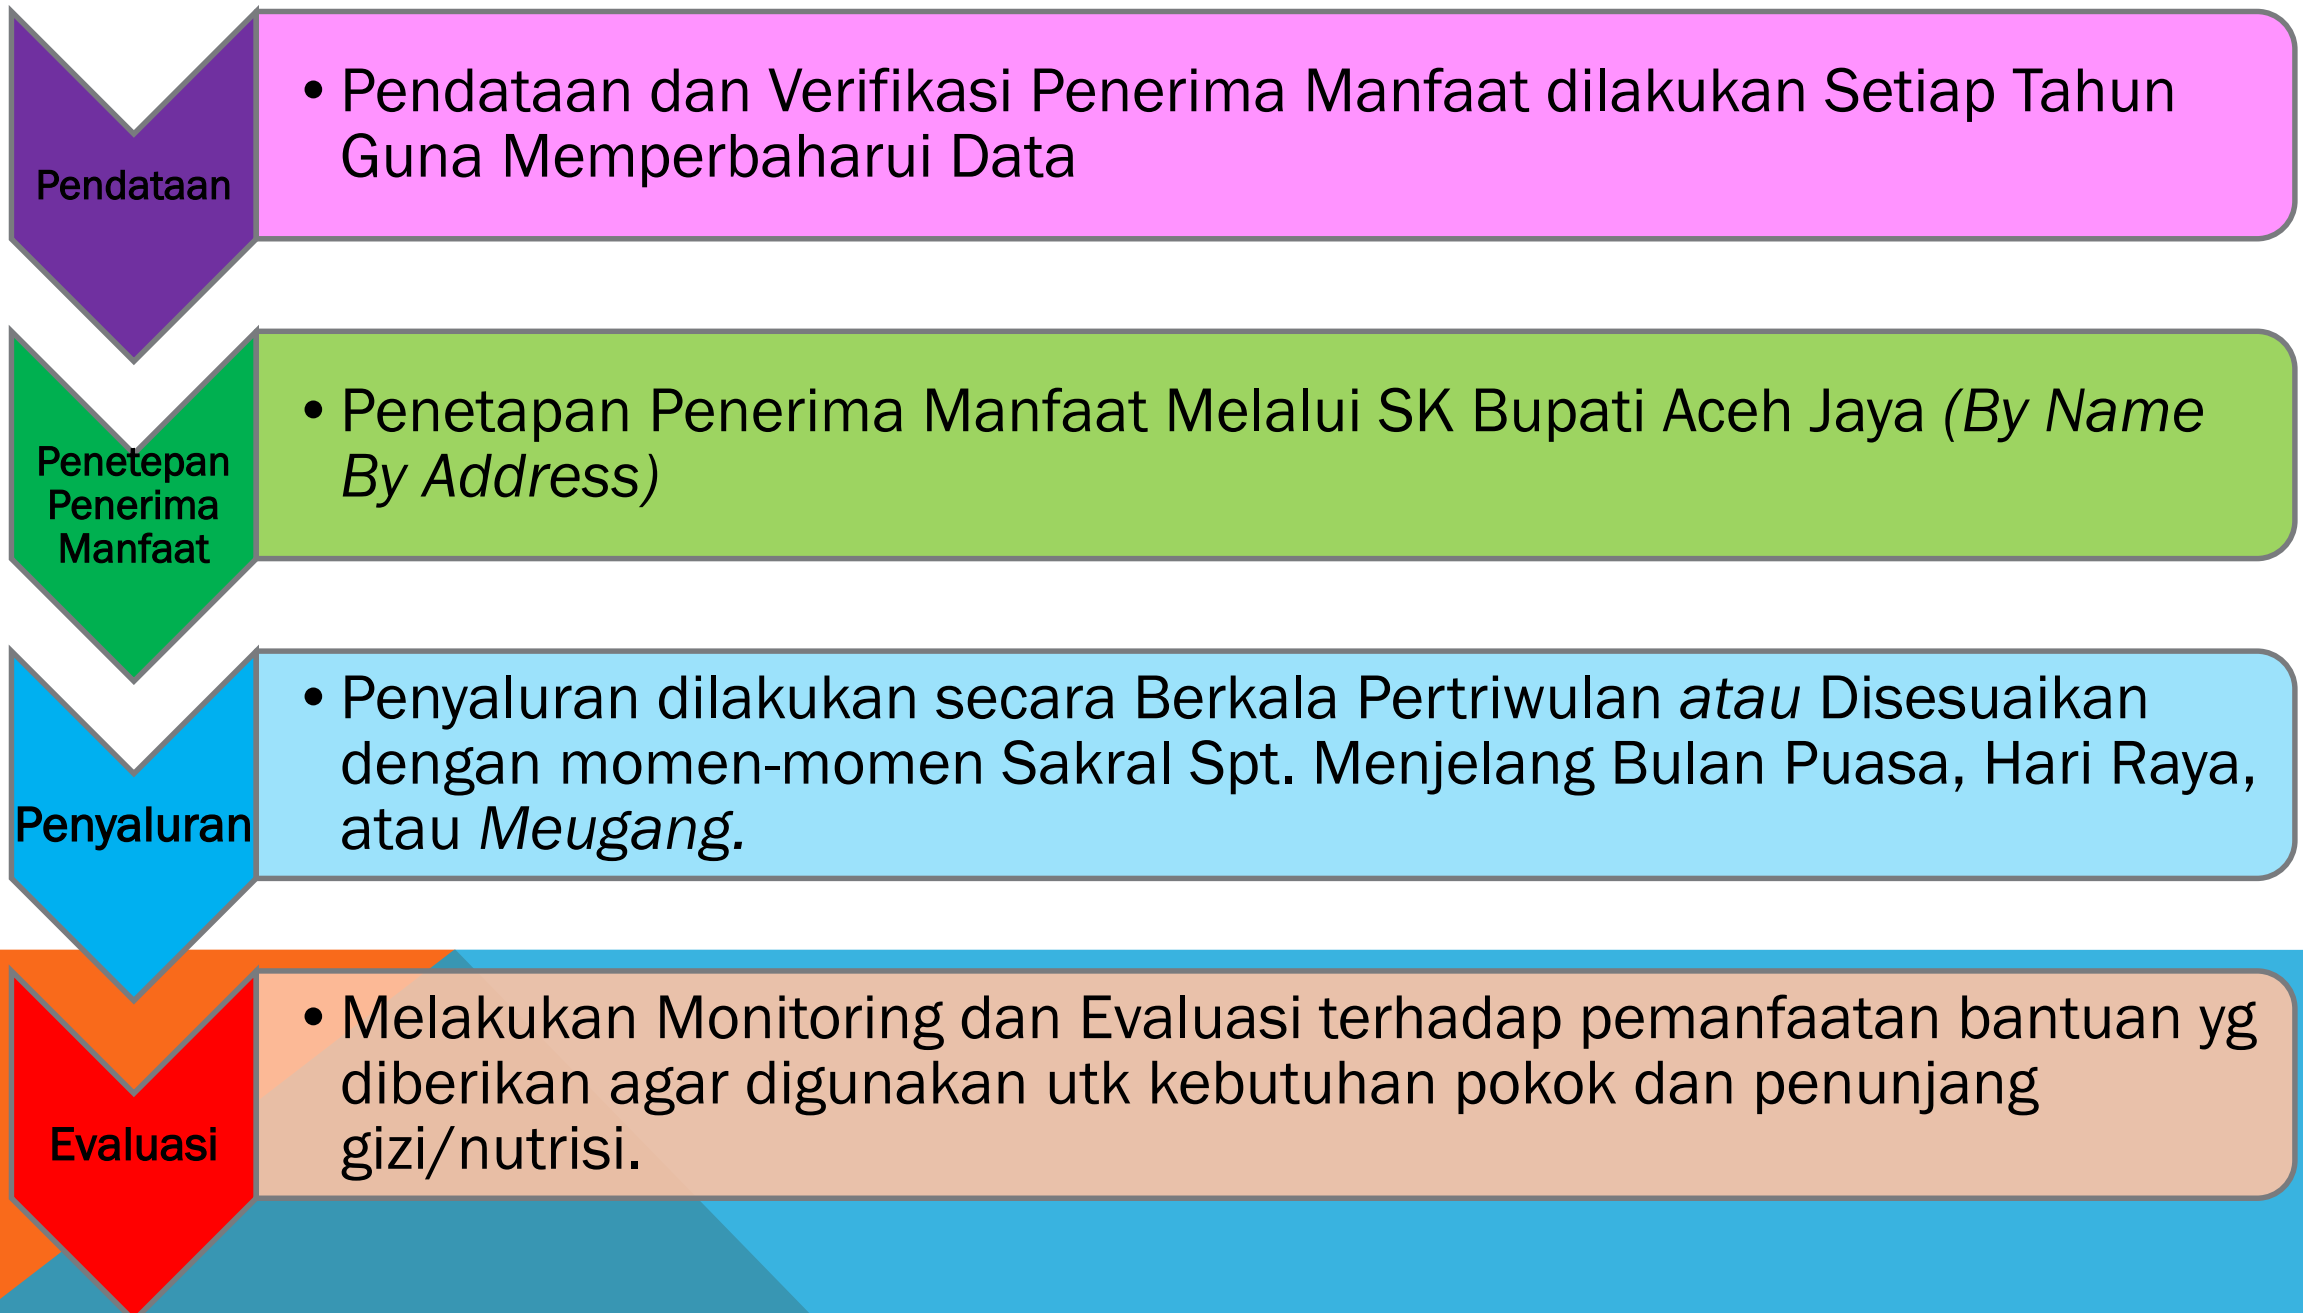 Pendataan
• Pendataan dan Verifikasi Penerima Manfaat dilakukan Setiap Tahun
Guna Memperbaharui Data
Penetepan
Penerima
Manfaat
• Penetapan Penerima Manfaat Melalui SK Bupati Aceh Jaya (By Name
By Address)
Penyaluran
• Penyaluran dilakukan secara Berkala Pertriwulan atau Disesuaikan
dengan momen-momen Sakral Spt. Menjelang Bulan Puasa, Hari Raya,
atau Meugang.
Evaluasi
• Melakukan Monitoring dan Evaluasi terhadap pemanfaatan bantuan yg
diberikan agar digunakan utk kebutuhan pokok dan penunjang
gizi/nutrisi.